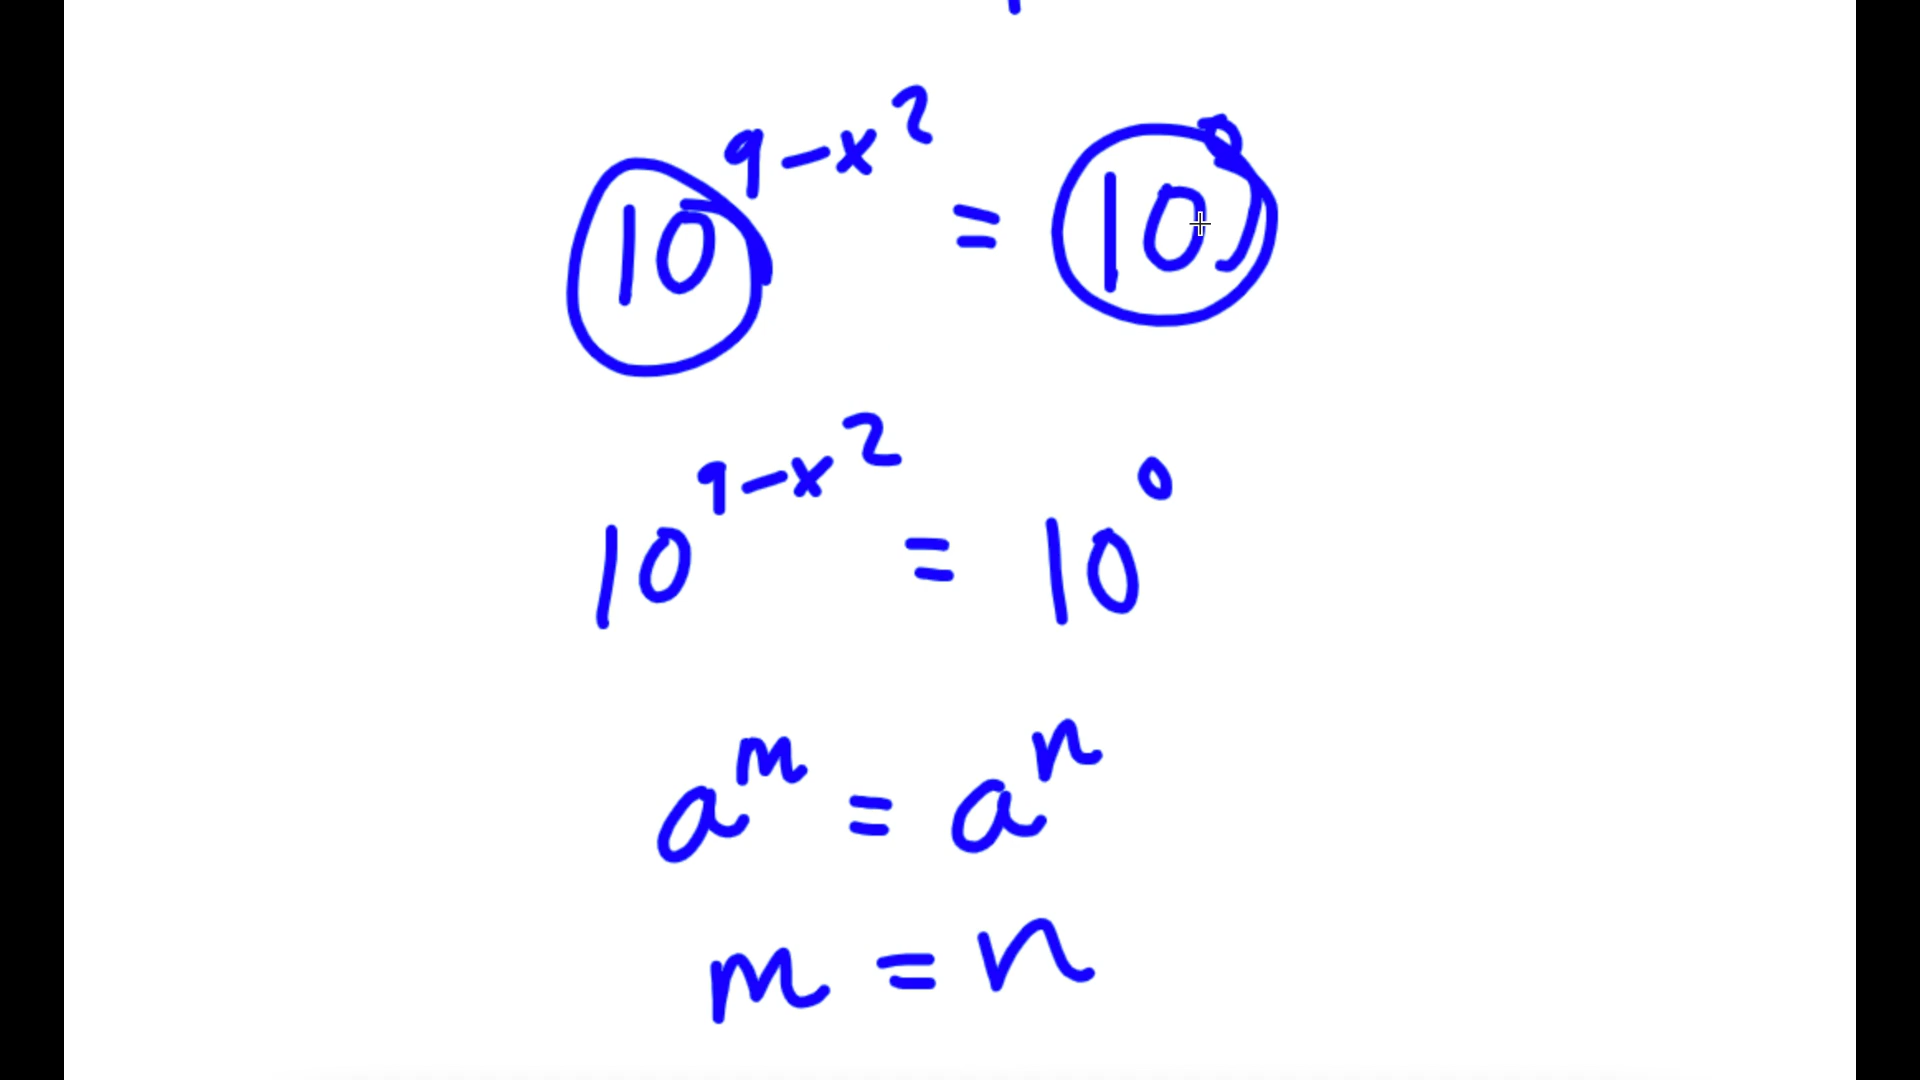 10^{9-x^2} = 10^0
10^{9-x^2} = 10^0
a^m = a^n
m = n